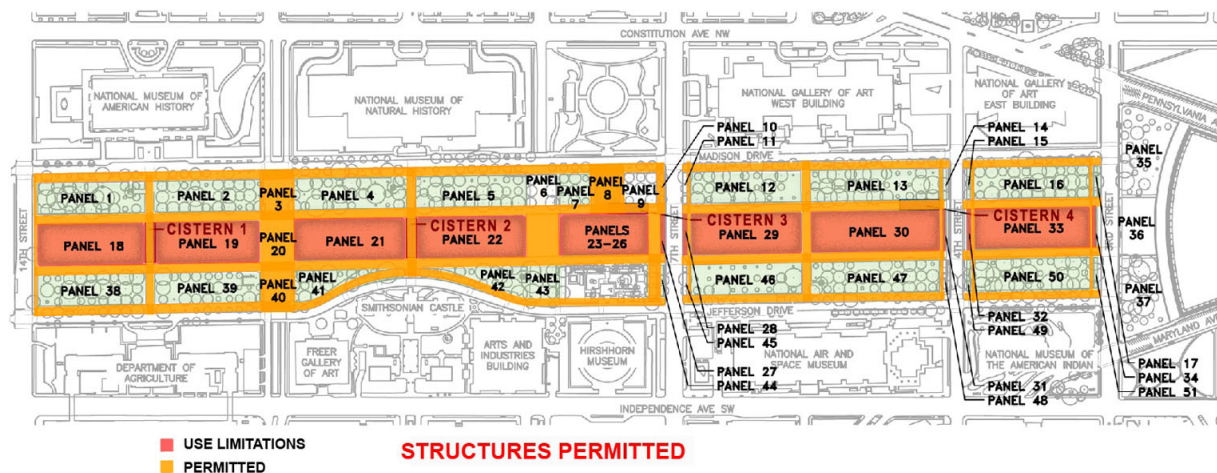 CONSTITUTION AVE NW
NATIONAL MUSEUM OF
AMERICAN HISTORY
NATIONAL MUSEUM OF
NATURAL HISTORY
NATIONAL GALLERY OF ART
WEST BUILDING
NATIONAL GALLERY
OF ART
EAST BUILDING
PENNSYLVANIA A
PANEL 10
PANEL 11
MADISON DRIVE
PANEL 14
PANEL 15
PANEL
35
PANEL 1
PANEL 2
PANEL
3
PANEL 4
PANEL 5
PANEL
6
PANEL
7
PANEL
8
PANEL
9
PANEL 12
PANEL 13
PANEL 16
14TH STREET
CISTERN 1
CISTERN 2
7TH STREET
CISTERN 3
4TH STREET
CISTERN 4
3RD STREET
PANEL 18
PANEL 19
PANEL
20
PANEL 21
PANEL 22
PANELS
23-26
PANEL 29
PANEL 30
PANEL 33
PANEL
36
PANEL 38
PANEL 39
PANEL
40
PANEL
41
PANEL
42
PANEL
43
PANEL 46
PANEL 47
PANEL 50
PANEL
37
SMITHSONIAN CASTLE
JEFFERSON DRIVE
PANEL 28
PANEL 45
PANEL 32
PANEL 49
MARYLAND AV
DEPARTMENT OF
AGRICULTURE
FREER
GALLERY
OF ART
ARTS AND
INDUSTRIES
BUILDING
HIRSHHORN
MUSEUM
PANEL 27
PANEL 44
NATIONAL AIR AND
SPACE MUSEUM
PANEL 31
PANEL 48
NATIONAL MUSEUM OF
THE AMERICAN INDIAN
PANEL 17
PANEL 34
PANEL 51
INDEPENDENCE AVE SW
USE LIMITATIONS
PERMITTED
STRUCTURES PERMITTED